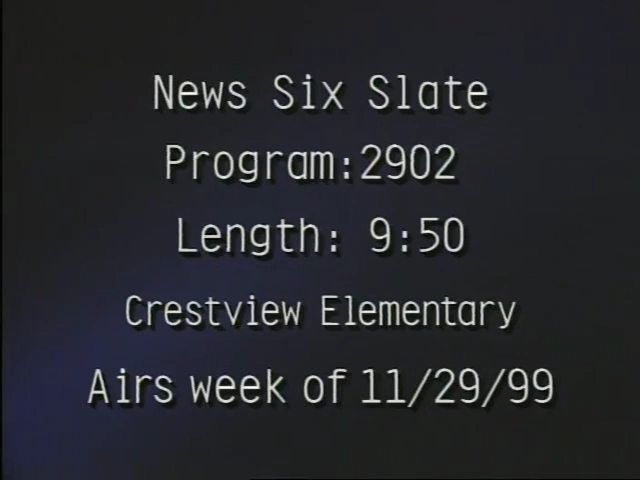 News Six Slate
Program:2902
Length: 9:50
Crestview Elementary
Airs week of 11/29/99